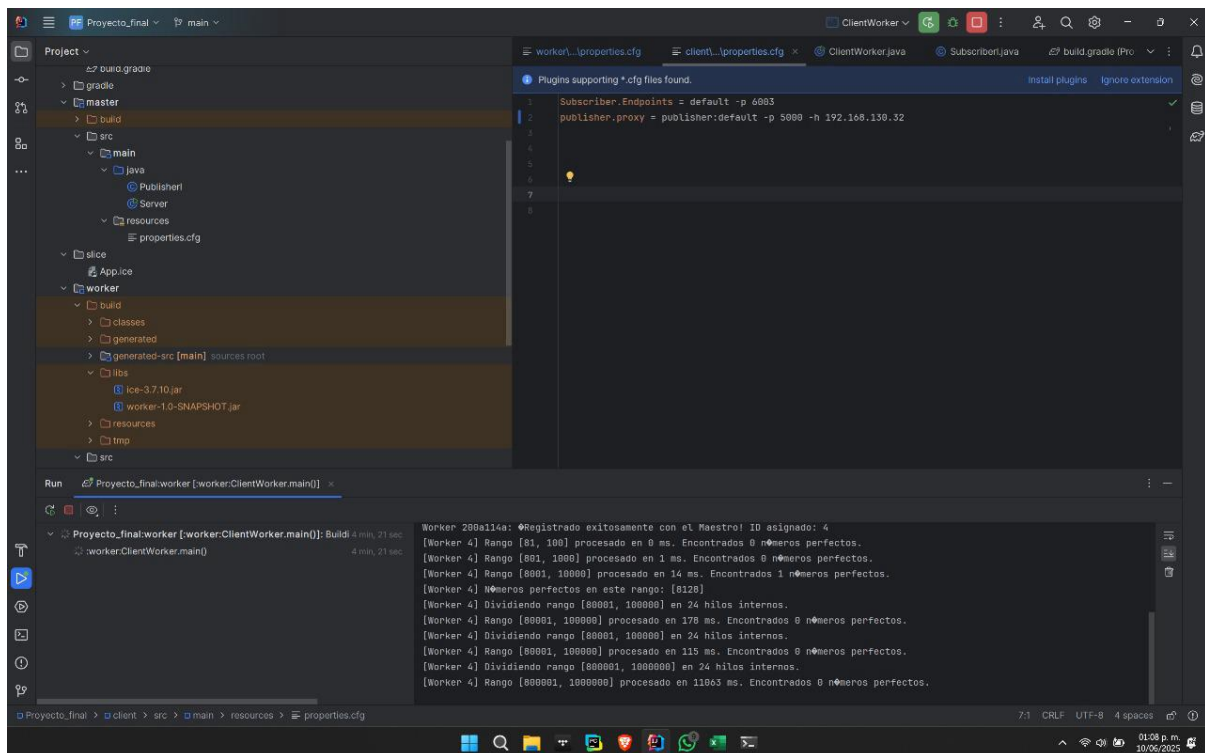 PF Proyecto_final main ClientWorker
Project
worker\...\properties.cfg client\...\properties.cfg ClientWorker.java SubscriberI.java build.gradle (Pro
build.gradle
gradle
master
build
src
main
java
PublisherI
Server
resources
properties.cfg
slice
App.ice
worker
build
classes
generated
generated-src [main] sources root
libs
ice-3.7.10.jar
worker-1.0-SNAPSHOT.jar
resources
tmp
src
Plugins supporting *.cfg files found. Install plugins Ignore extension
1 Subscriber.Endpoints = default -p 6003
2 publisher.proxy = publisher:default -p 5000 -h 192.168.130.32
3
4
5
6
7
8
Run Proyecto_final:worker [:worker:ClientWorker.main()]
Proyecto_final:worker [:worker:ClientWorker.main()]: Buildi 4 min, 21 sec
:worker:ClientWorker.main() 4 min, 21 sec
Worker 200a114a: �Registrado exitosamente con el Maestro! ID asignado: 4
[Worker 4] Rango [81, 100] procesado en 0 ms. Encontrados 0 n�meros perfectos.
[Worker 4] Rango [801, 1000] procesado en 1 ms. Encontrados 0 n�meros perfectos.
[Worker 4] Rango [8001, 10000] procesado en 14 ms. Encontrados 1 n�meros perfectos.
[Worker 4] N�meros perfectos en este rango: [8128]
[Worker 4] Dividiendo rango [80001, 100000] en 24 hilos internos.
[Worker 4] Rango [80001, 100000] procesado en 178 ms. Encontrados 0 n�meros perfectos.
[Worker 4] Dividiendo rango [80001, 100000] en 24 hilos internos.
[Worker 4] Rango [80001, 100000] procesado en 115 ms. Encontrados 0 n�meros perfectos.
[Worker 4] Dividiendo rango [800001, 1000000] en 24 hilos internos.
[Worker 4] Rango [800001, 1000000] procesado en 11063 ms. Encontrados 0 n�meros perfectos.
Proyecto_final > client > src > main > resources > properties.cfg 7:1 CRLF UTF-8 4 spaces
01:08 p. m.
10/06/2025